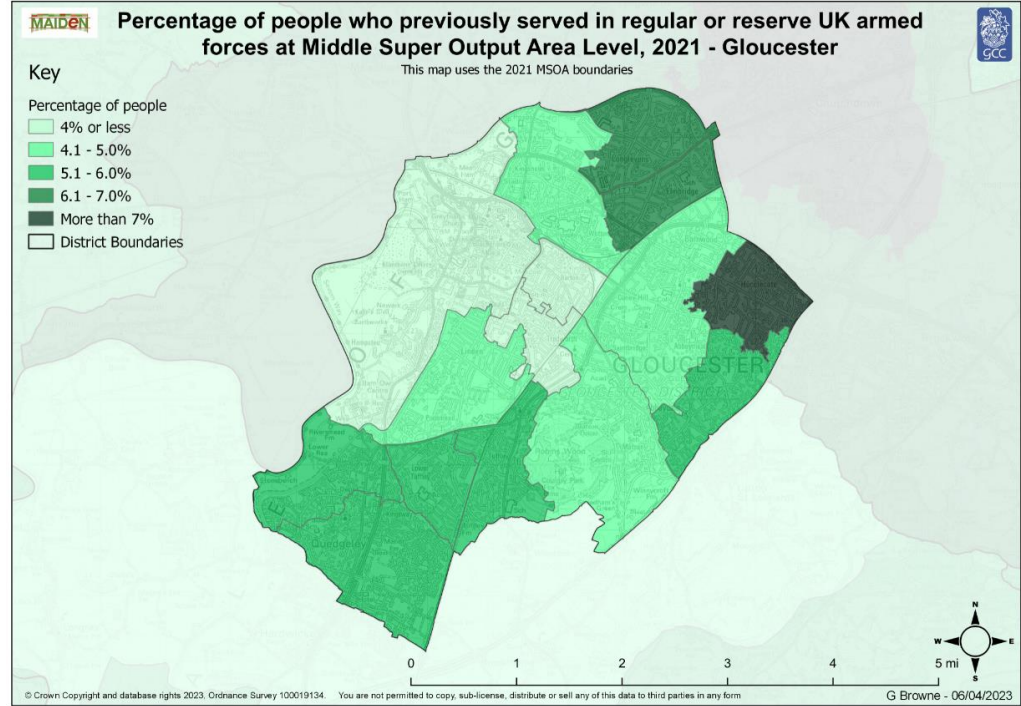 MAIDEN
Percentage of people who previously served in regular or reserve UK armed
forces at Middle Super Output Area Level, 2021 - Gloucester
This map uses the 2021 MSOA boundaries
GCC
Key
Percentage of people
4% or less
4.1 - 5.0%
5.1 - 6.0%
6.1 - 7.0%
More than 7%
District Boundaries
GLOUCESTER
N
W E
S
0 1 2 3 4 5 mi
© Crown Copyright and database rights 2023, Ordnance Survey 100019134. You are not permitted to copy, sub-license, distribute or sell any of this data to third parties in any form
G Browne - 06/04/2023